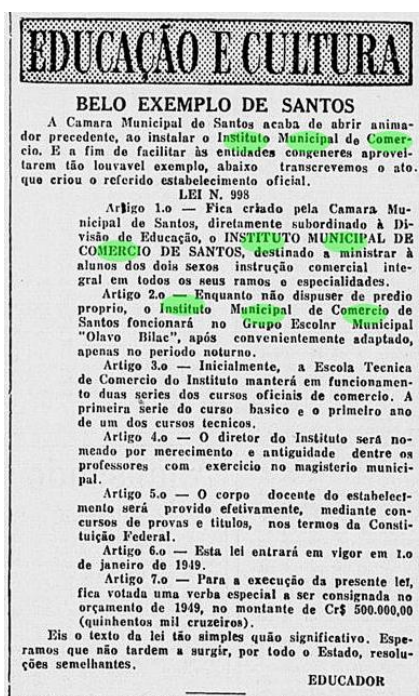 EDUCAÇÃO E CULTURA
BELO EXEMPLO DE SANTOS
A Camara Municipal de Santos acaba de abrir anima-
dor precedente, ao instalar o Instituto Municipal de Comer-
cio. E a fim de facilitar às entidades congeneres aprovei-
tarem tão louvavel exemplo, abaixo transcrevemos o ato
que criou o referido estabelecimento oficial.
LEI N. 998
Artigo 1.o — Fica criado pela Camara Mu-
nicipal de Santos, diretamente subordinado à Di-
visão de Educação, o INSTITUTO MUNICIPAL DE
COMERCIO DE SANTOS, destinado a ministrar à
alunos dos dois sexos instrução comercial inte-
gral em todos os seus ramos e especialidades.
Artigo 2.o — Enquanto não dispuser de predio
proprio, o Instituto Municipal de Comercio de
Santos foncionará no Grupo Escolar Municipal
"Olavo Bilac", após convenientemente adaptado,
apenas no periodo noturno.
Artigo 3.o — Inicialmente, a Escola Tecnica
de Comercio do Instituto manterá em funcionamen-
to duas series dos cursos oficiais de comercio. A
primeira serie do curso basico e o primeiro ano
de um dos cursos tecnicos.
Artigo 4.o — O diretor do Instituto será no-
meado por merecimento e antiguidade dentre os
professores com exercicio no magisterio munici-
pal.
Artigo 5.o — O corpo docente do estabeleci-
mento será provido efetivamente, mediante con-
cursos de provas e titulos, nos termos da Consti-
tuição Federal.
Artigo 6.o — Esta lei entrará em vigor em 1.o
de janeiro de 1949.
Artigo 7.o — Para a execução da presente lei,
fica votada uma verba especial a ser consignada no
orçamento de 1949, no montante de Cr$ 500.000,00
(quinhentos mil cruzeiros).
Eis o texto da lei tão simples quão significativo. Espe-
ramos que não tardem a surgir, por todo o Estado, resolu-
ções semelhantes.
EDUCADOR